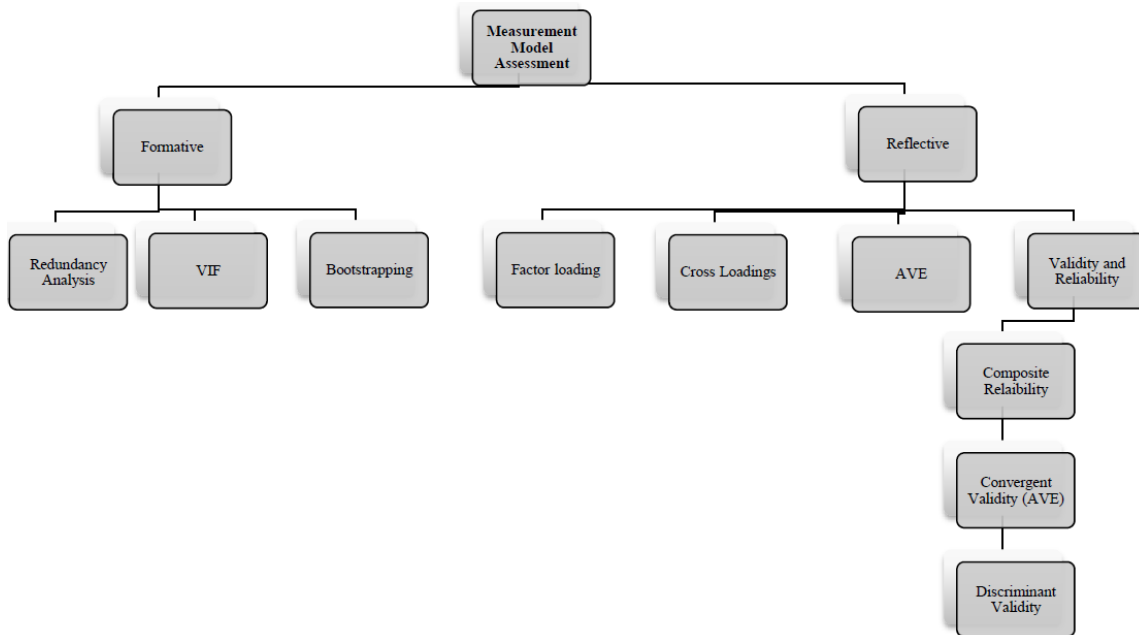 Measurement
Model
Assessment
Formative
Reflective
Redundancy
Analysis
VIF
Bootstrapping
Factor loading
Cross Loadings
AVE
Validity and
Reliability
Composite
Relaibility
Convergent
Validity (AVE)
Discriminant
Validity